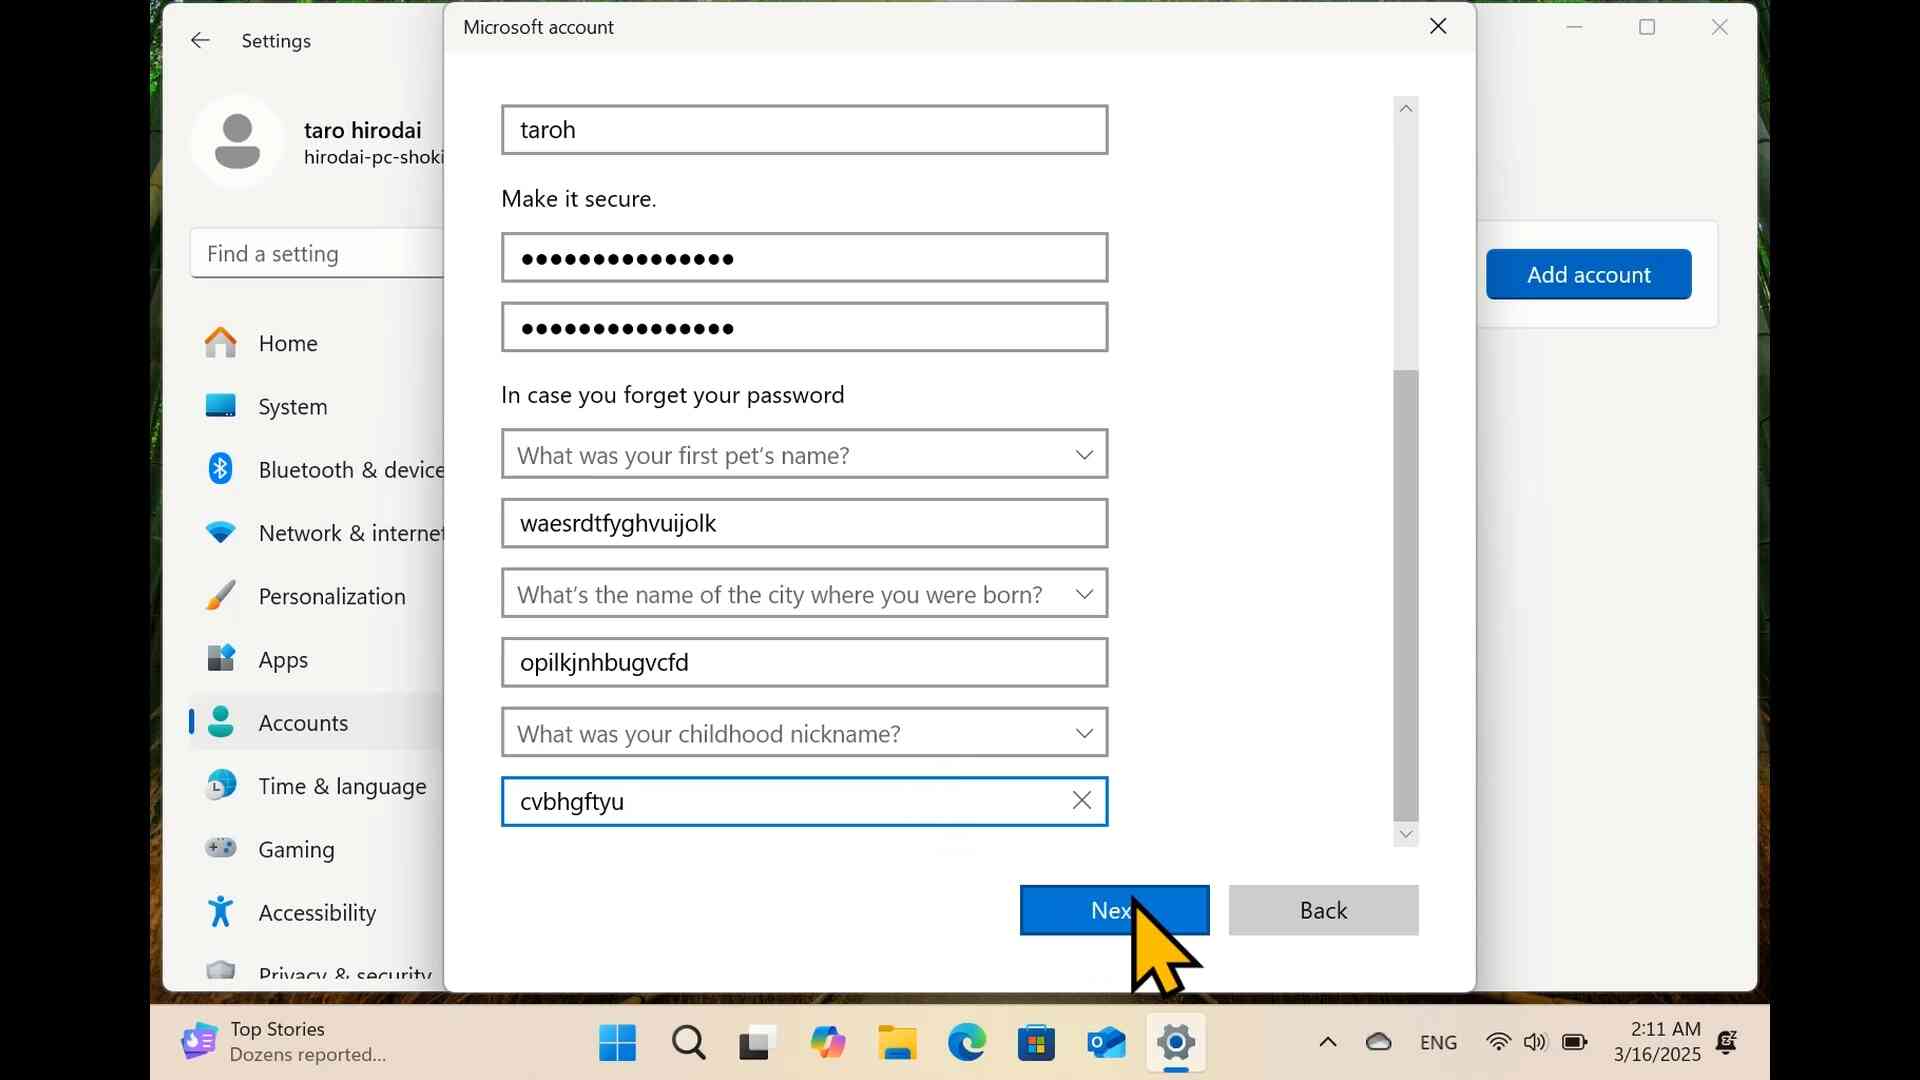 Settings
Microsoft account
taro hirodai
hirodai-pc-shoki
Find a setting
Home
System
Bluetooth & device
Network & internet
Personalization
Apps
Accounts
Time & language
Gaming
Accessibility
Privacy & security
taroh
Make it secure.
●●●●●●●●●●●●●●●
●●●●●●●●●●●●●●●
In case you forget your password
What was your first pet's name?
waesrdtfyghvuijolk
What's the name of the city where you were born?
opilkjnhbugvcfd
What was your childhood nickname?
cvbhgftyu
Nex
Back
Add account
Top Stories
Dozens reported...
ENG
2:11 AM
3/16/2025